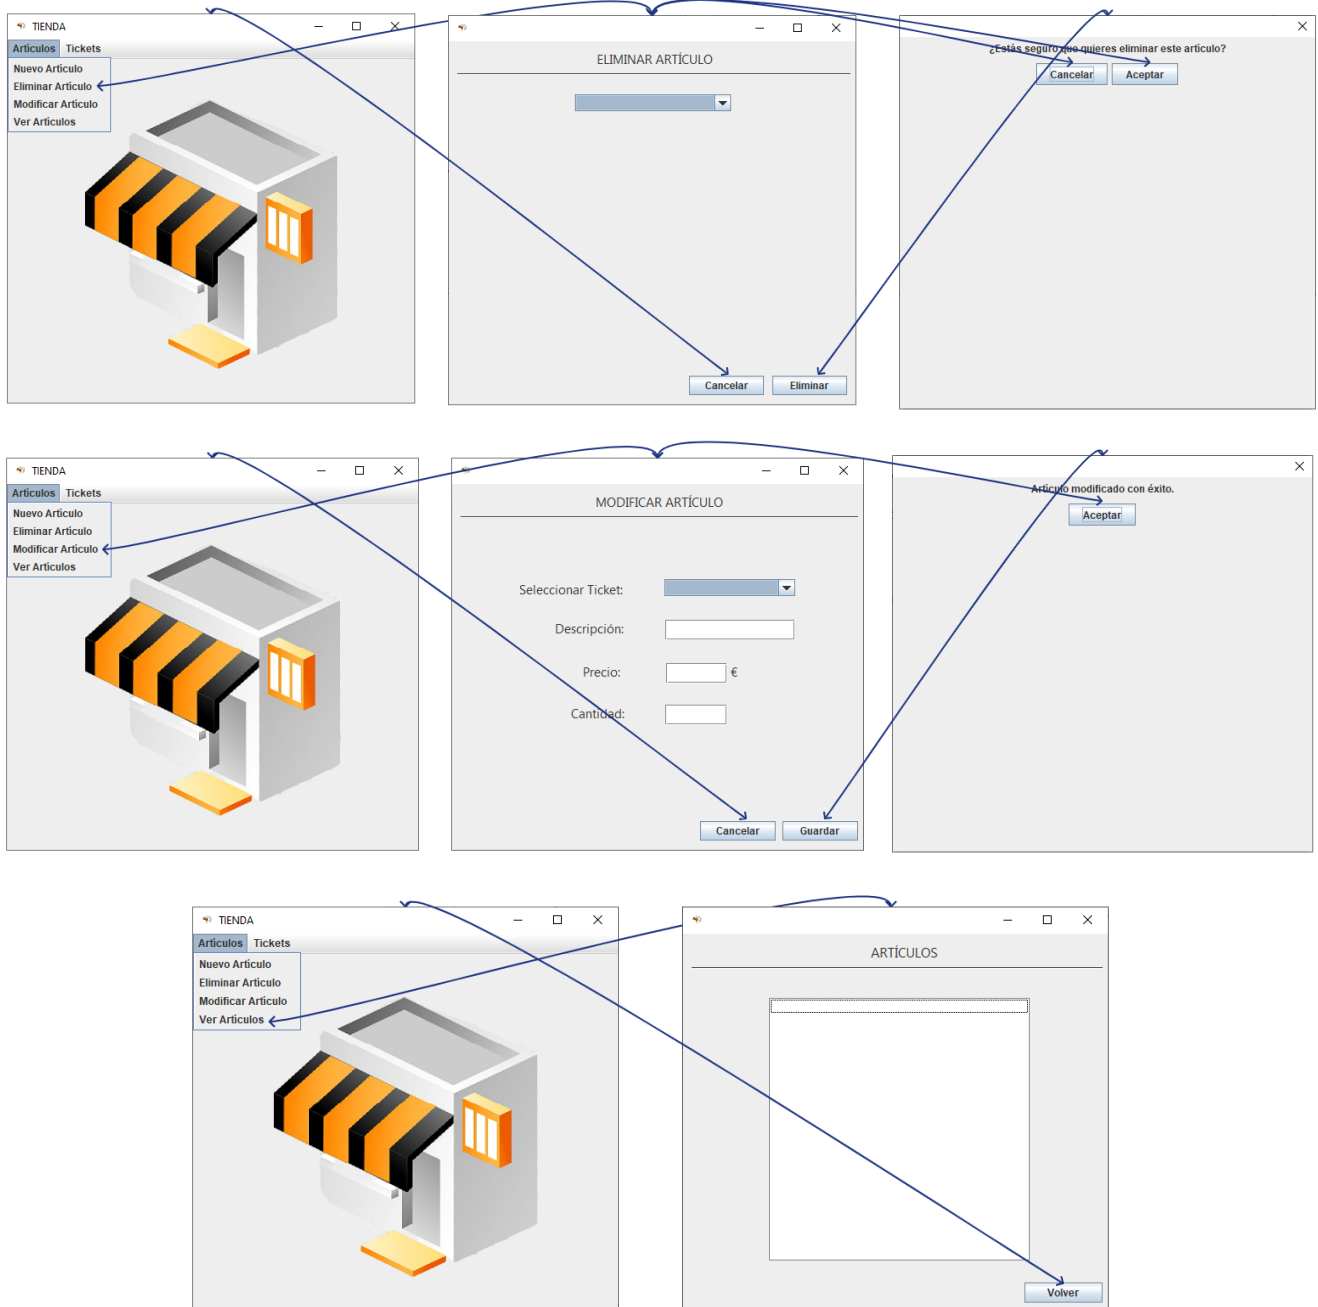 TIENDA
Artículos Tickets
Nuevo Artículo
Eliminar Artículo
Modificar Artículo
Ver Artículos
ELIMINAR ARTÍCULO
Cancelar Eliminar
¿Estás seguro que quieres eliminar este artículo?
Cancelar Aceptar
TIENDA
Artículos Tickets
Nuevo Artículo
Eliminar Artículo
Modificar Artículo
Ver Artículos
MODIFICAR ARTÍCULO
Seleccionar Ticket:
Descripción:
Precio: €
Cantidad:
Cancelar Guardar
Artículo modificado con éxito.
Aceptar
TIENDA
Artículos Tickets
Nuevo Artículo
Eliminar Artículo
Modificar Artículo
Ver Artículos
ARTÍCULOS
Volver